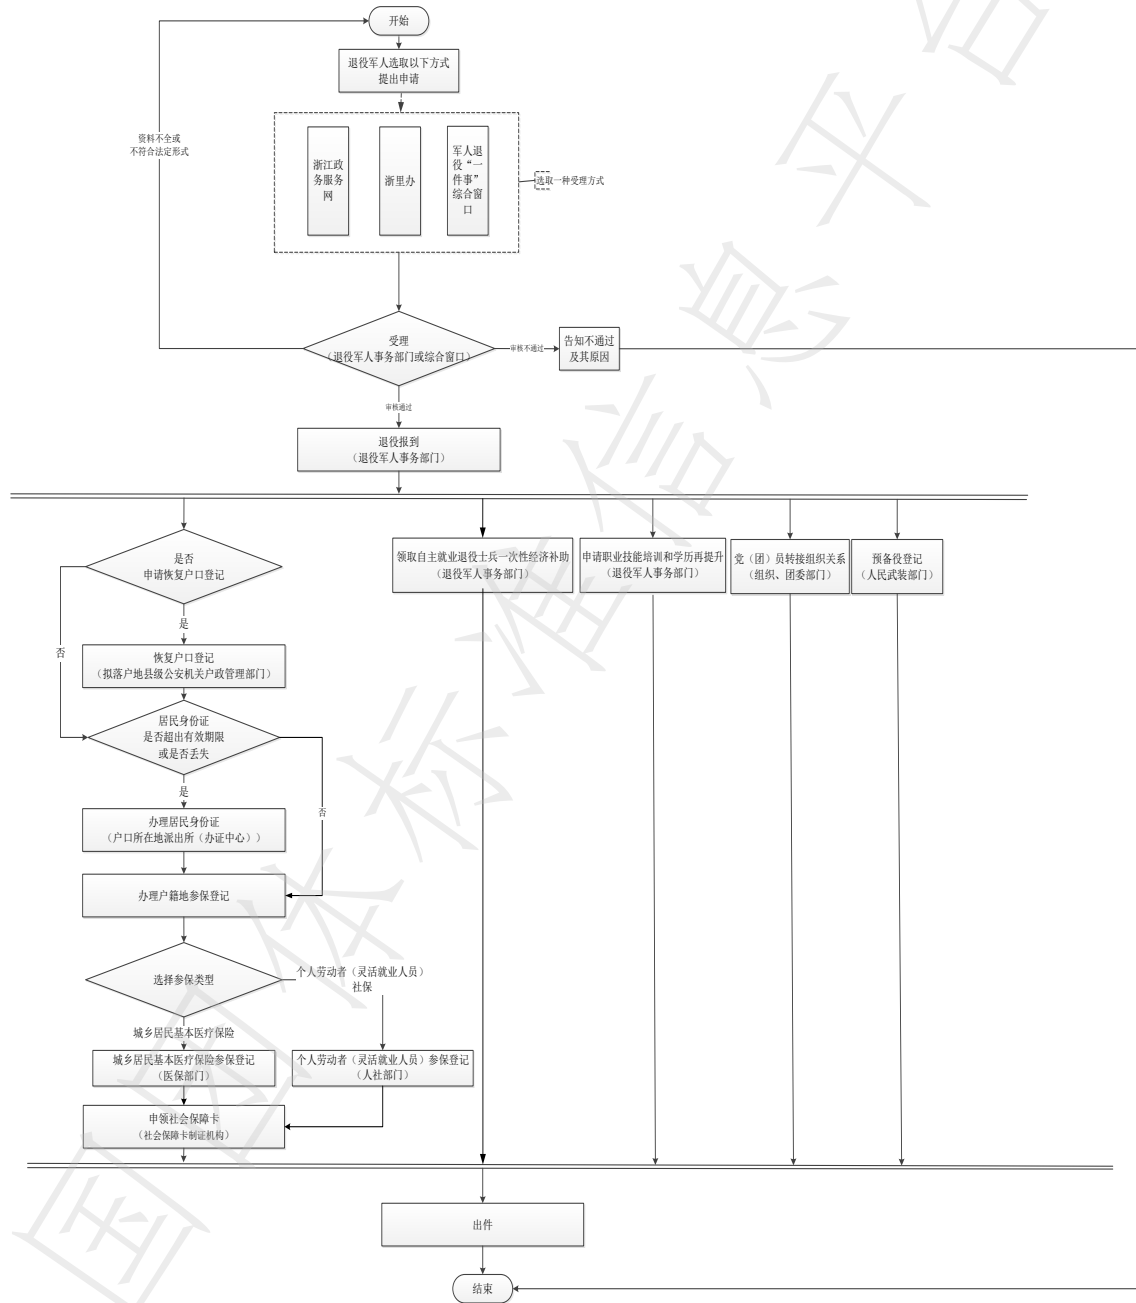 开始
退役军人选取以下方式
提出申请
资料不全或
不符合法定形式
浙江政
务服务
网
浙里办
军人退
役“一
件事”
综合窗
口
选取一种受理方式
受理
（退役军人事务部门或综合窗口）
审核不通过
告知不通过
及其原因
审核通过
退役报到
（退役军人事务部门）
是否
申请恢复户口登记
领取自主就业退役士兵一次性经济补助
（退役军人事务部门）
申请职业技能培训和学历再提升
（退役军人事务部门）
党（团）员转接组织关系
（组织、团委部门）
预备役登记
（人民武装部门）
是
否
恢复户口登记
（拟落户地县级公安机关户政管理部门）
居民身份证
是否超出有效期限
或是否丢失
是
否
办理居民身份证
（户口所在地派出所（办证中心））
办理户籍地参保登记
选择参保类型
个人劳动者（灵活就业人员）
社保
城乡居民基本医疗保险
城乡居民基本医疗保险参保登记
（医保部门）
个人劳动者（灵活就业人员）参保登记
（人社部门）
申领社会保障卡
（社会保障卡制证机构）
出件
结束
国团体标准信息平台